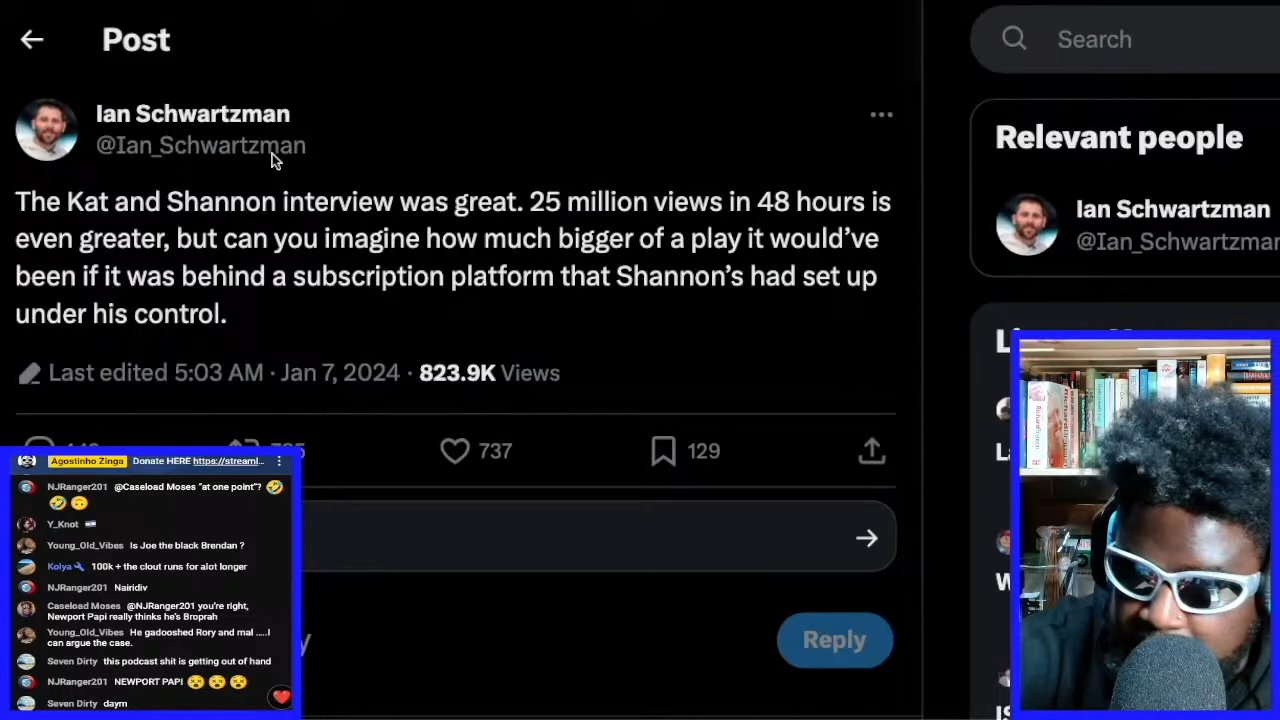 Post
Search
Ian Schwartzman
@Ian_Schwartzman
The Kat and Shannon interview was great. 25 million views in 48 hours is
even greater, but can you imagine how much bigger of a play it would’ve
been if it was behind a subscription platform that Shannon’s had set up
under his control.
Last edited 5:03 AM · Jan 7, 2024 · 823.9K Views
737
129
Reply
Relevant people
Ian Schwartzman
@Ian_Schwartzman
Agostinho Zinga Donate HERE https://streaml...
NJRanger201 @Caseload Moses “at one point”? 🤣
🤣 🙃
Y_Knot 🇮🇱
Young_Old_Vibes Is Joe the black Brendan ?
Kolya 100k + the clout runs for alot longer
NJRanger201 Nairidiv
Caseload Moses @NJRanger201 you’re right,
Newport Papi really thinks he’s Broprah
Young_Old_Vibes He gadooshed Rory and mal .....I
can argue the case.
Seven Dirty this podcast shit is getting out of hand
NJRanger201 NEWPORT PAPI 😵 😵 😵
Seven Dirty daym